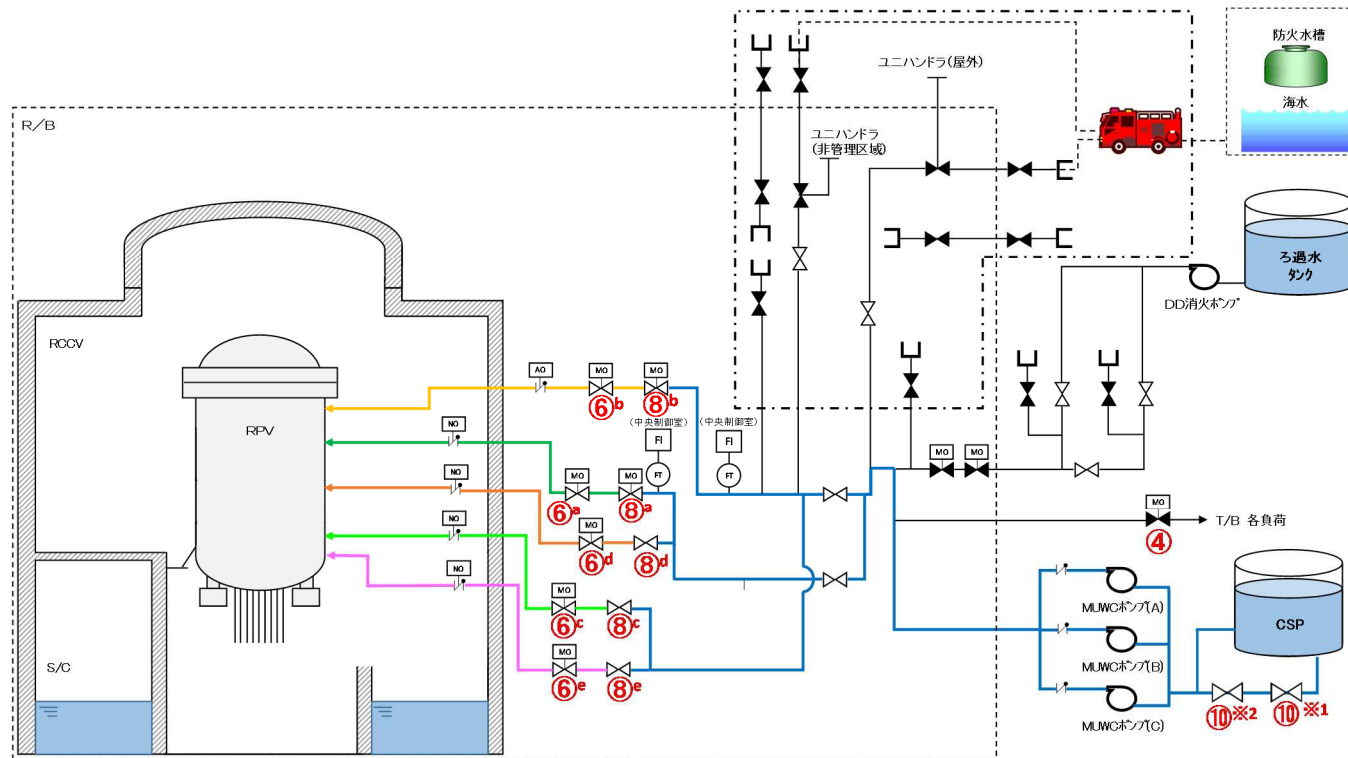 防火水槽
海水
ユニハンドラ(屋外)
R/B
ユニハンドラ
(非管理区域)
ろ過水
タンク
DD消火ポンプ
RCCV
AO
MO
MO
⑥b
⑧b
(中央制御室)
(中央制御室)
RPV
NO
FI
FI
FT
FT
MO
MO
⑥a
⑧a
MO
MO
NO
MO
⑥d
⑧d
MO
T/B 各負荷
④
NO
MO
⑥c
⑧c
MUWCポンプ(A)
CSP
NO
MO
⑥e
⑧e
MUWCポンプ(B)
S/C
MUWCポンプ(C)
⑩※2
⑩※1